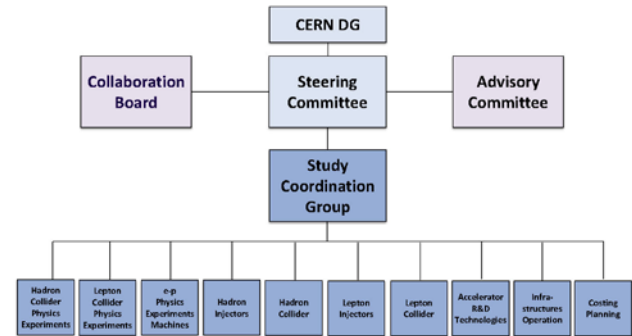 CERN DG
Collaboration
Board
Steering
Committee
Advisory
Committee
Study
Coordination
Group
Hadron
Collider
Physics
Experiments
Lepton
Collider
Physics
Experiments
e-p
Physics
Experiments
Machines
Hadron
Injectors
Hadron
Collider
Lepton
Injectors
Lepton
Collider
Accelerator
R&D
Technologies
Infra-
structures
Operation
Costing
Planning